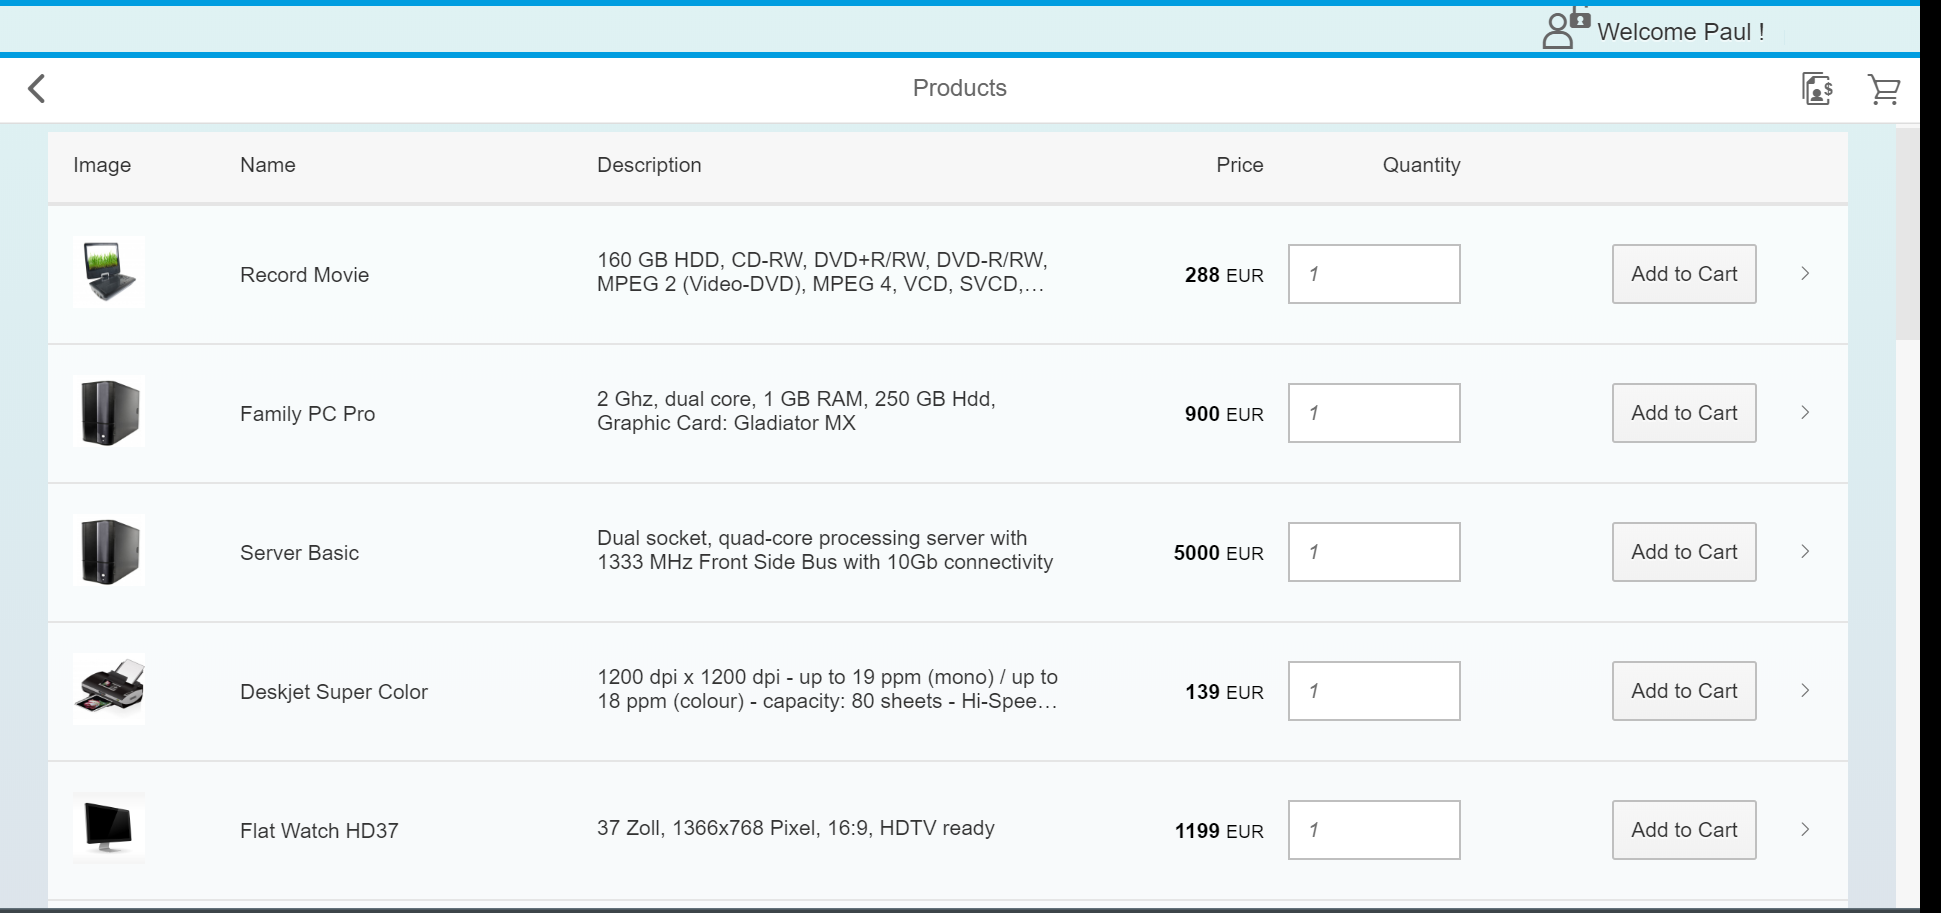 Welcome Paul !
Products
Image Name Description Price Quantity
Record Movie
160 GB HDD, CD-RW, DVD+R/RW, DVD-R/RW,
MPEG 2 (Video-DVD), MPEG 4, VCD, SVCD,...
288 EUR
1
Add to Cart
Family PC Pro
2 Ghz, dual core, 1 GB RAM, 250 GB Hdd,
Graphic Card: Gladiator MX
900 EUR
1
Add to Cart
Server Basic
Dual socket, quad-core processing server with
1333 MHz Front Side Bus with 10Gb connectivity
5000 EUR
1
Add to Cart
Deskjet Super Color
1200 dpi x 1200 dpi - up to 19 ppm (mono) / up to
18 ppm (colour) - capacity: 80 sheets - Hi-Spee...
139 EUR
1
Add to Cart
Flat Watch HD37
37 Zoll, 1366x768 Pixel, 16:9, HDTV ready
1199 EUR
1
Add to Cart